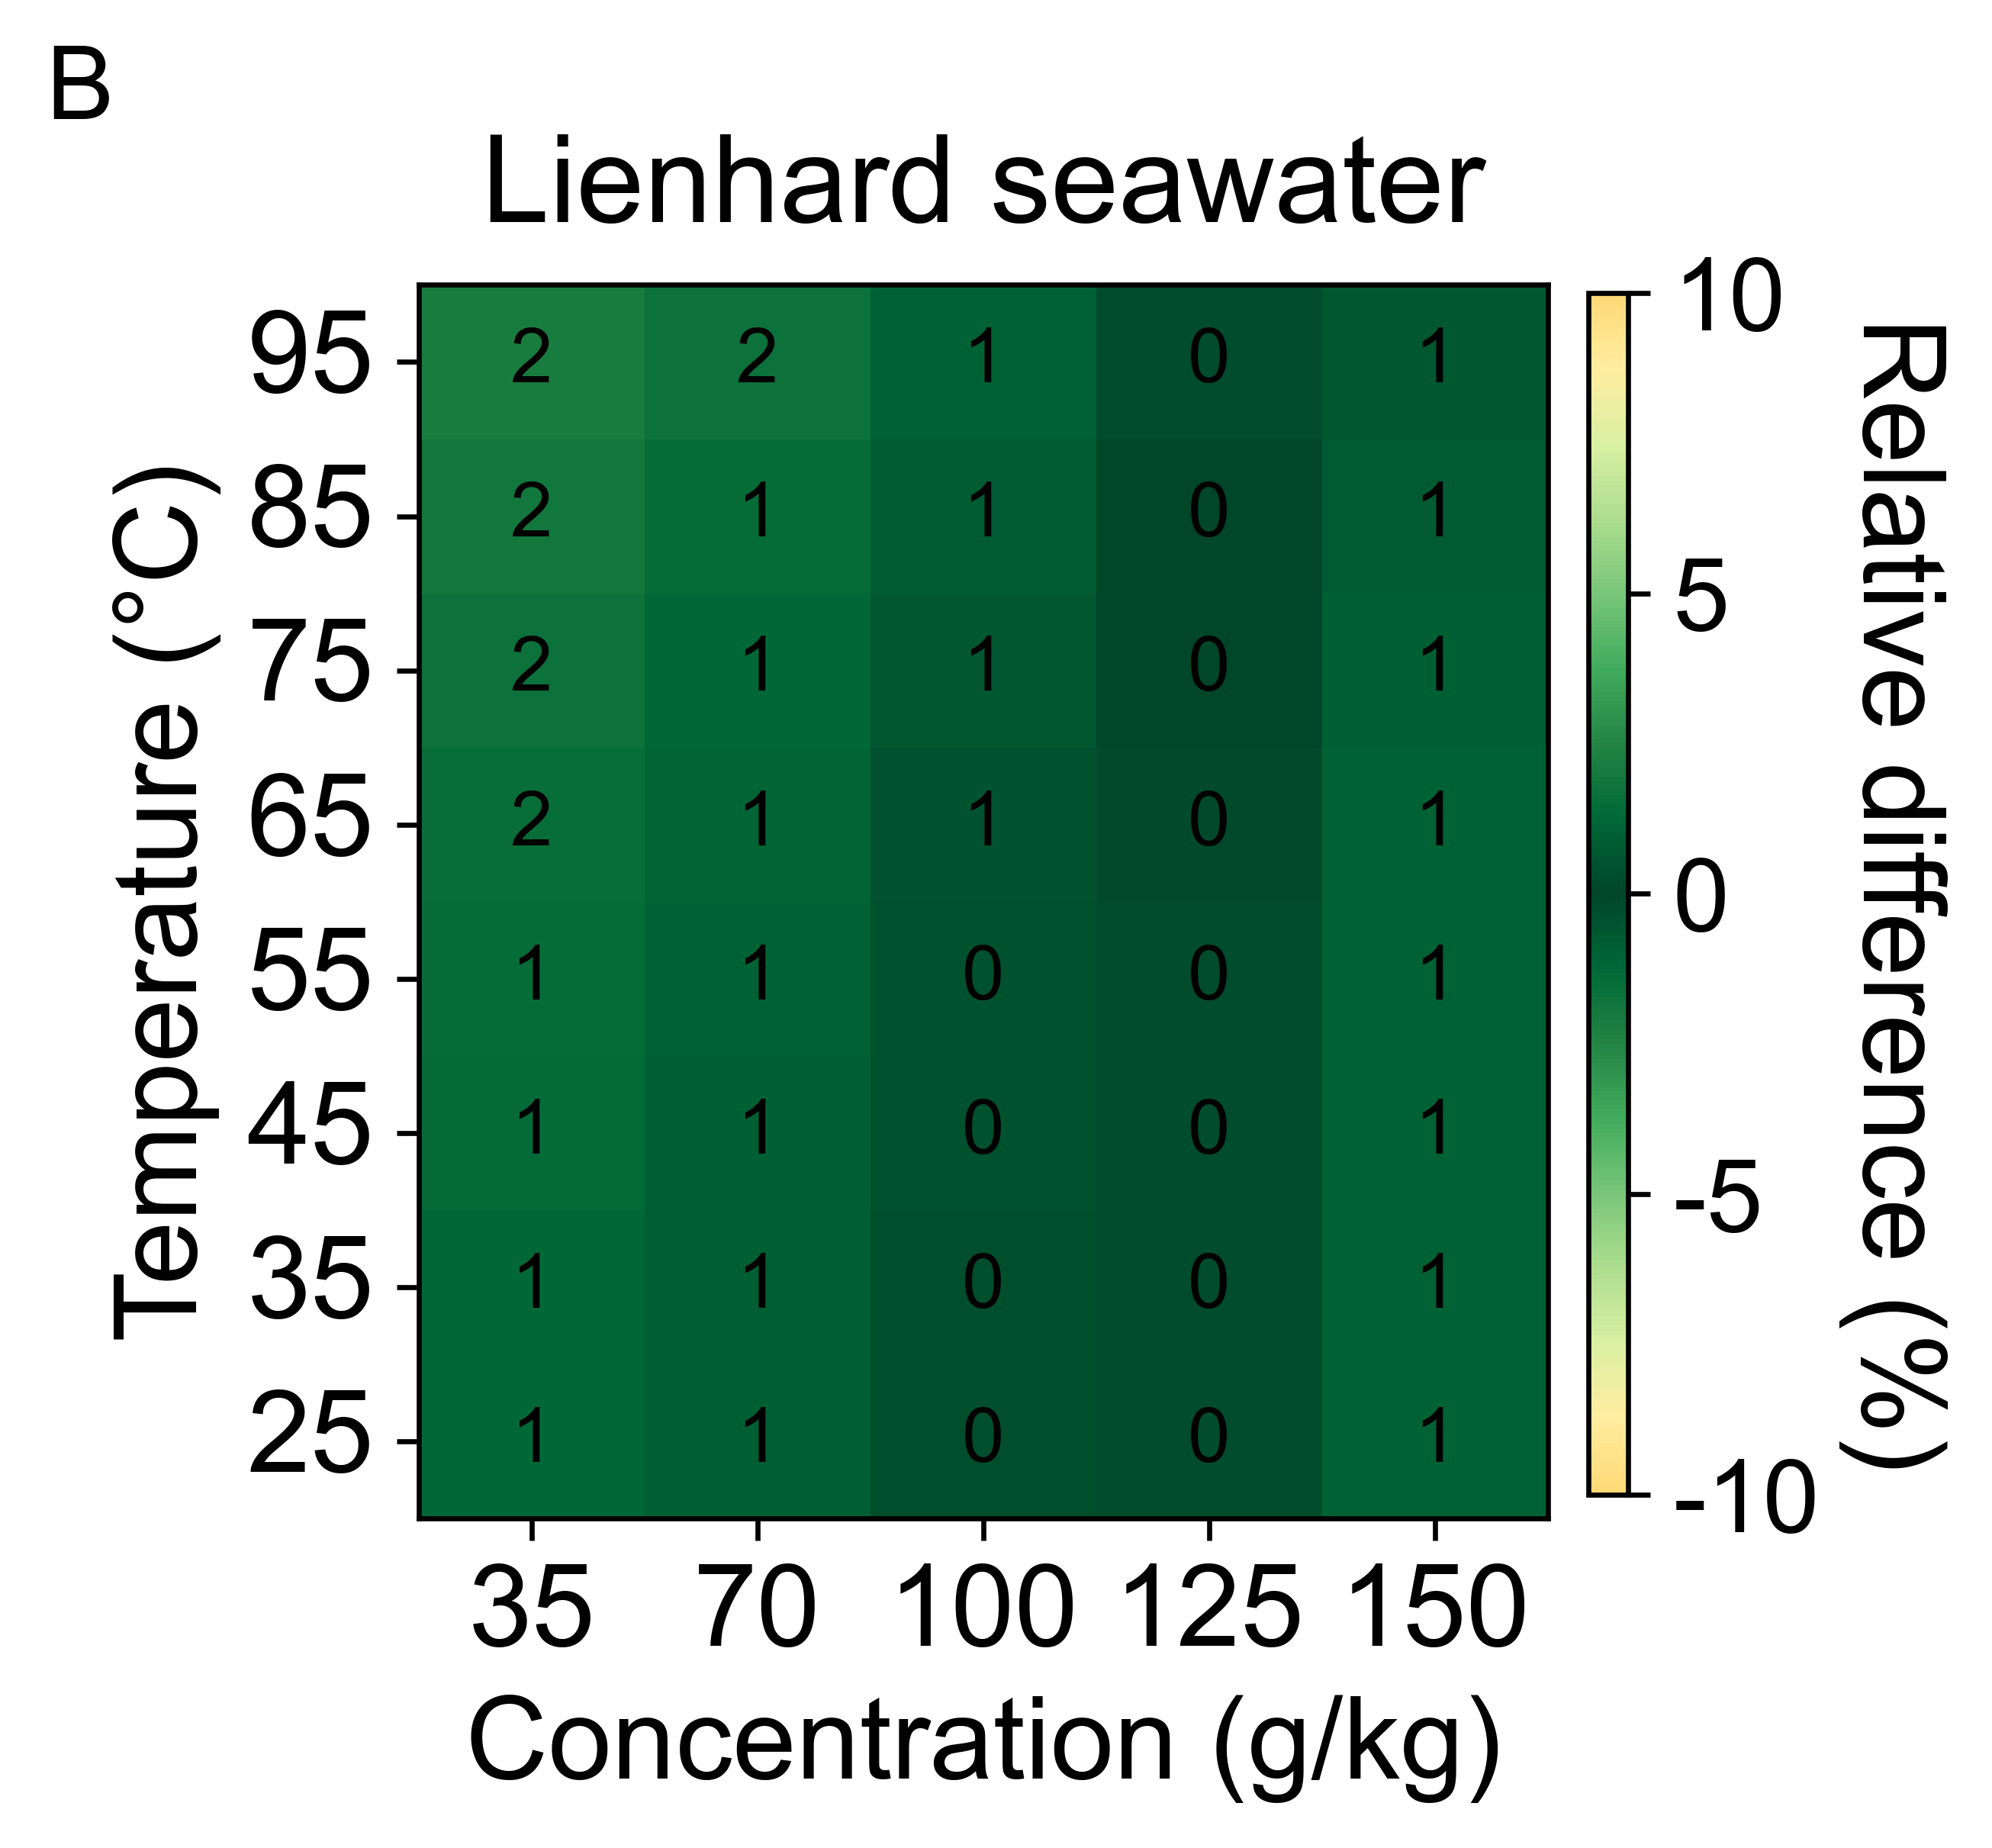 B
Lienhard seawater
95 2 2 1 0 1
85 2 1 1 0 1
75 2 1 1 0 1
65 2 1 1 0 1
55 1 1 0 0 1
45 1 1 0 0 1
35 1 1 0 0 1
25 1 1 0 0 1
35 70 100 125 150
Concentration (g/kg)
Temperature (°C)
10
5
0
-5
-10
Relative difference (%)